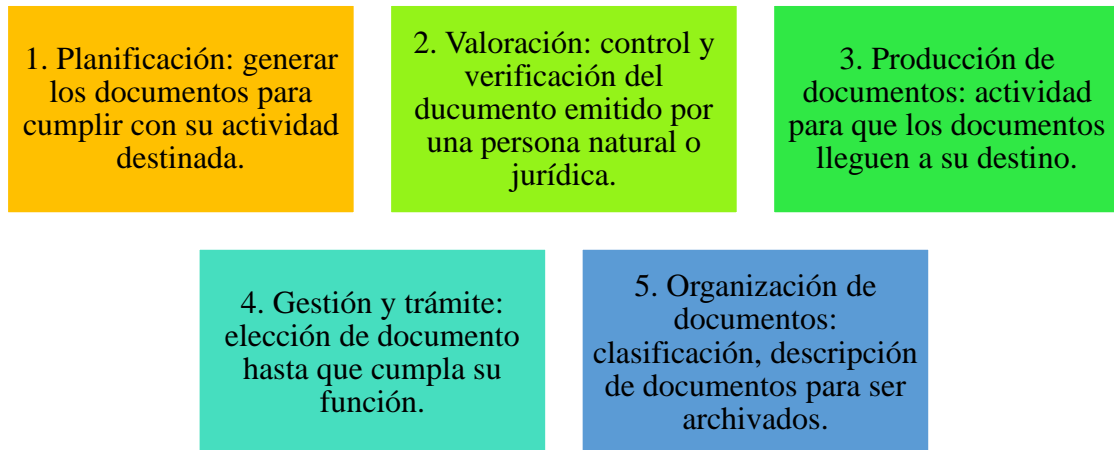 1. Planificación: generar
los documentos para
cumplir con su actividad
destinada.
2. Valoración: control y
verificación del
ducumento emitido por
una persona natural o
jurídica.
3. Producción de
documentos: actividad
para que los documentos
lleguen a su destino.
4. Gestión y trámite:
elección de documento
hasta que cumpla su
función.
5. Organización de
documentos:
clasificación, descripción
de documentos para ser
archivados.